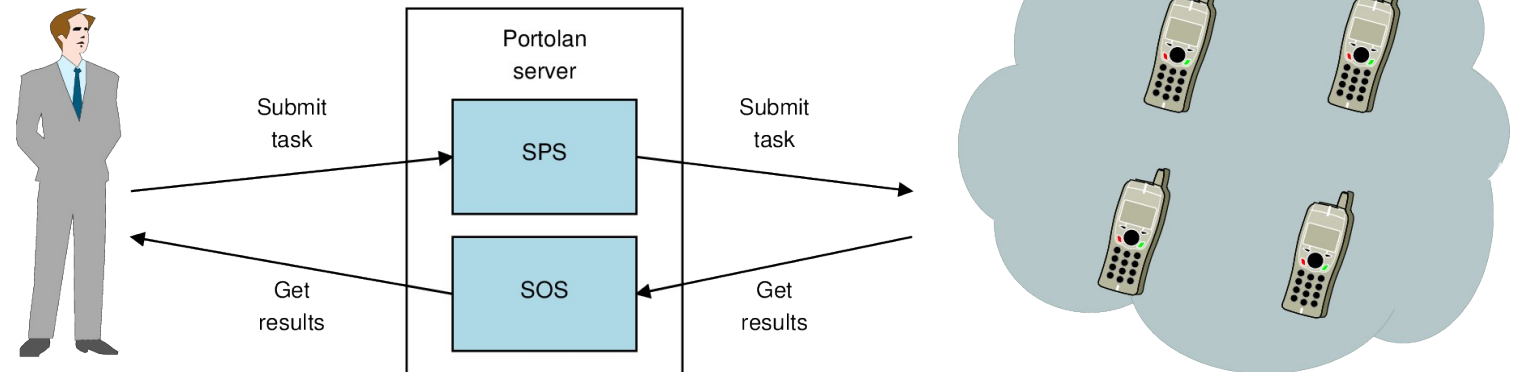 Portolan
server
Submit
task
SPS
Submit
task
SOS
Get
results
Get
results